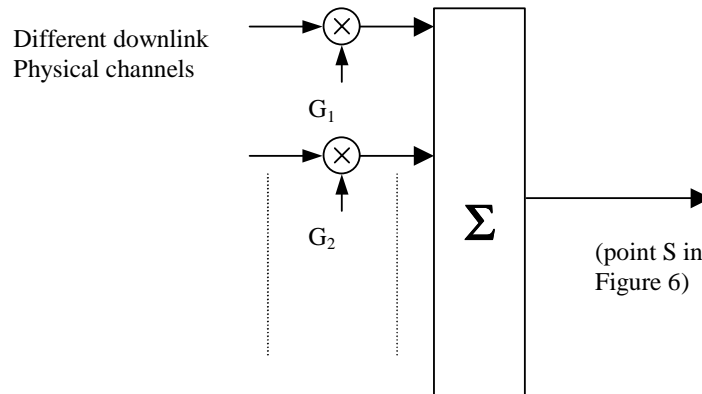 Different downlink
Physical channels
G₁
G₂
Σ
(point S in
Figure 6)